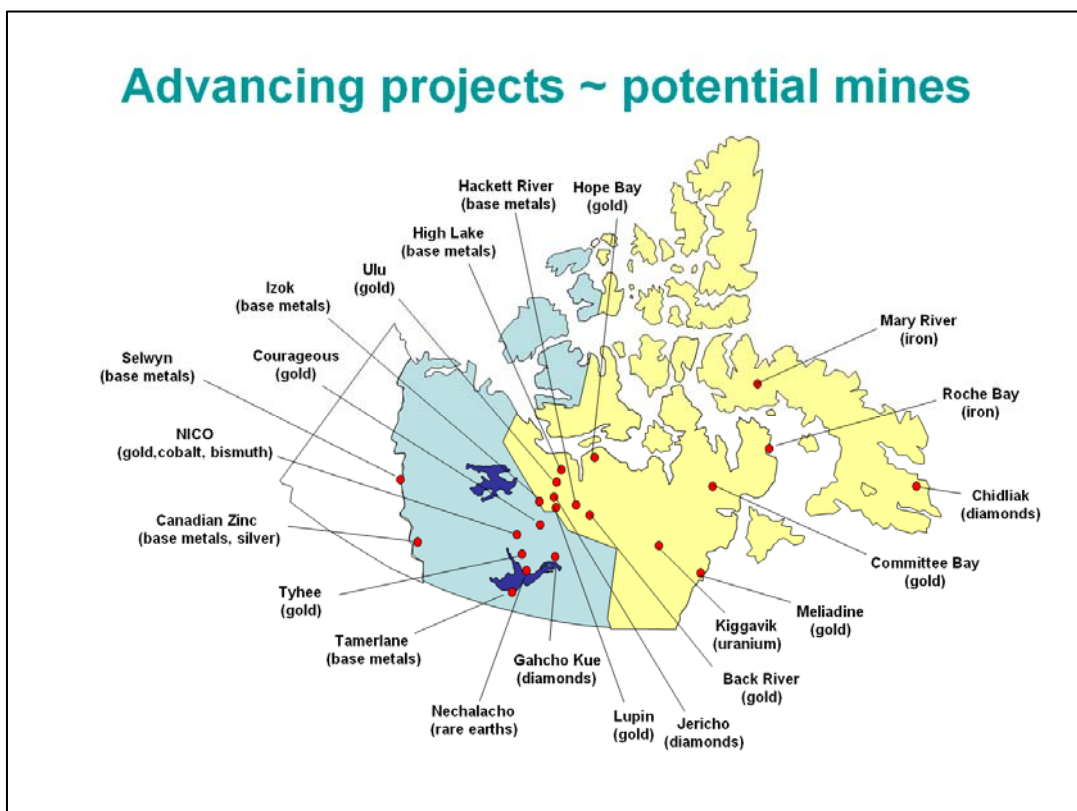 Advancing projects ~ potential mines
Hackett River
(base metals)
Hope Bay
(gold)
High Lake
(base metals)
Ulu
(gold)
Izok
(base metals)
Courageous
(gold)
Selwyn
(base metals)
NICO
(gold,cobalt, bismuth)
Canadian Zinc
(base metals, silver)
Tyhee
(gold)
Tamerlane
(base metals)
Nechalacho
(rare earths)
Gahcho Kue
(diamonds)
Lupin
(gold)
Jericho
(diamonds)
Back River
(gold)
Kiggavik
(uranium)
Meliadine
(gold)
Committee Bay
(gold)
Chidliak
(diamonds)
Roche Bay
(iron)
Mary River
(iron)